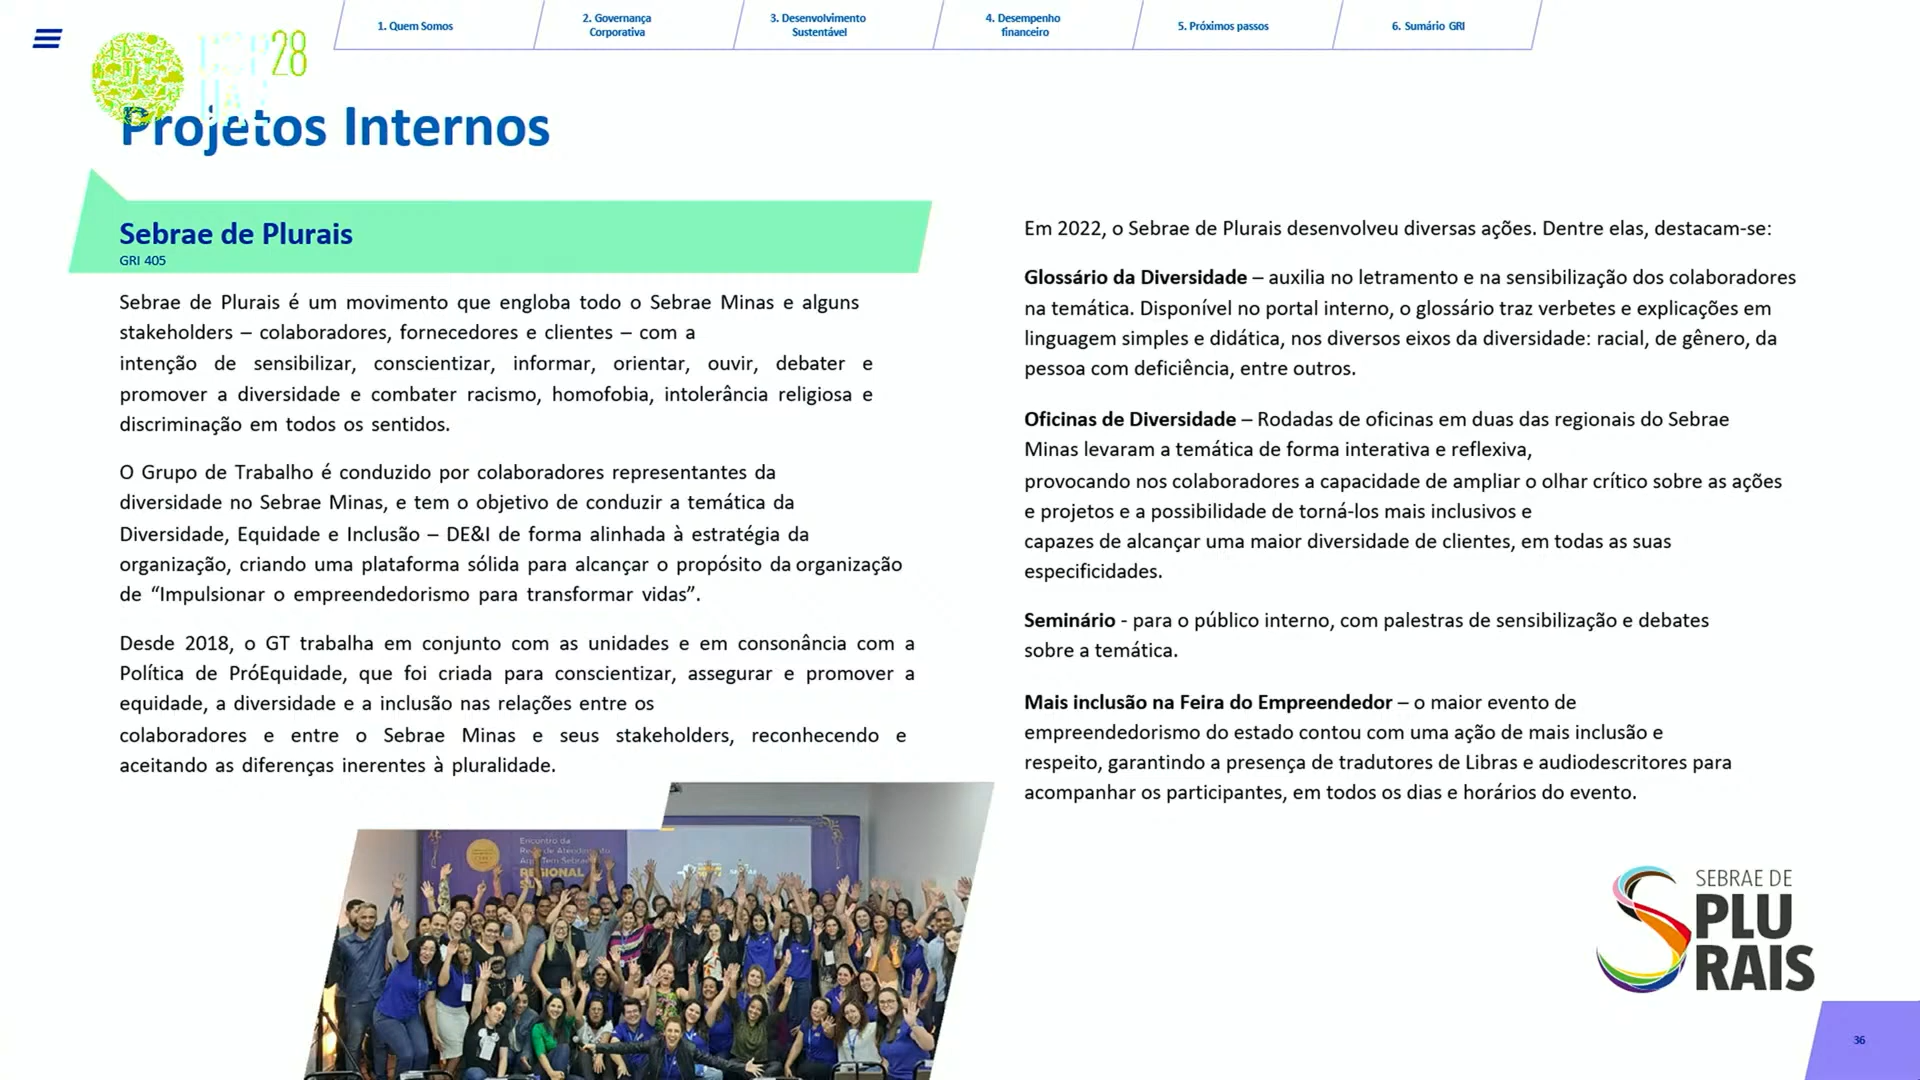 1. Quem Somos
2. Governança
Corporativa
3. Desenvolvimento
Sustentável
4. Desempenho
financeiro
5. Próximos passos
6. Sumário GRI
28
Projetos Internos
Sebrae de Plurais
GRI 405
Sebrae de Plurais é um movimento que engloba todo o Sebrae Minas e alguns
stakeholders – colaboradores, fornecedores e clientes – com a
intenção de sensibilizar, conscientizar, informar, orientar, ouvir, debater e
promover a diversidade e combater racismo, homofobia, intolerância religiosa e
discriminação em todos os sentidos.
O Grupo de Trabalho é conduzido por colaboradores representantes da
diversidade no Sebrae Minas, e tem o objetivo de conduzir a temática da
Diversidade, Equidade e Inclusão – DE&I de forma alinhada à estratégia da
organização, criando uma plataforma sólida para alcançar o propósito da organização
de “Impulsionar o empreendedorismo para transformar vidas”.
Desde 2018, o GT trabalha em conjunto com as unidades e em consonância com a
Política de PróEquidade, que foi criada para conscientizar, assegurar e promover a
equidade, a diversidade e a inclusão nas relações entre os
colaboradores e entre o Sebrae Minas e seus stakeholders, reconhecendo e
aceitando as diferenças inerentes à pluralidade.
Encontro da
Rede de Atendimento
Aqui Tem Sebrae
REGIONAL
Em 2022, o Sebrae de Plurais desenvolveu diversas ações. Dentre elas, destacam-se:
Glossário da Diversidade – auxilia no letramento e na sensibilização dos colaboradores
na temática. Disponível no portal interno, o glossário traz verbetes e explicações em
linguagem simples e didática, nos diversos eixos da diversidade: racial, de gênero, da
pessoa com deficiência, entre outros.
Oficinas de Diversidade – Rodadas de oficinas em duas das regionais do Sebrae
Minas levaram a temática de forma interativa e reflexiva,
provocando nos colaboradores a capacidade de ampliar o olhar crítico sobre as ações
e projetos e a possibilidade de torná-los mais inclusivos e
capazes de alcançar uma maior diversidade de clientes, em todas as suas
especificidades.
Seminário - para o público interno, com palestras de sensibilização e debates
sobre a temática.
Mais inclusão na Feira do Empreendedor – o maior evento de
empreendedorismo do estado contou com uma ação de mais inclusão e
respeito, garantindo a presença de tradutores de Libras e audiodescritores para
acompanhar os participantes, em todos os dias e horários do evento.
SEBRAE DE
PLU
RAIS
36